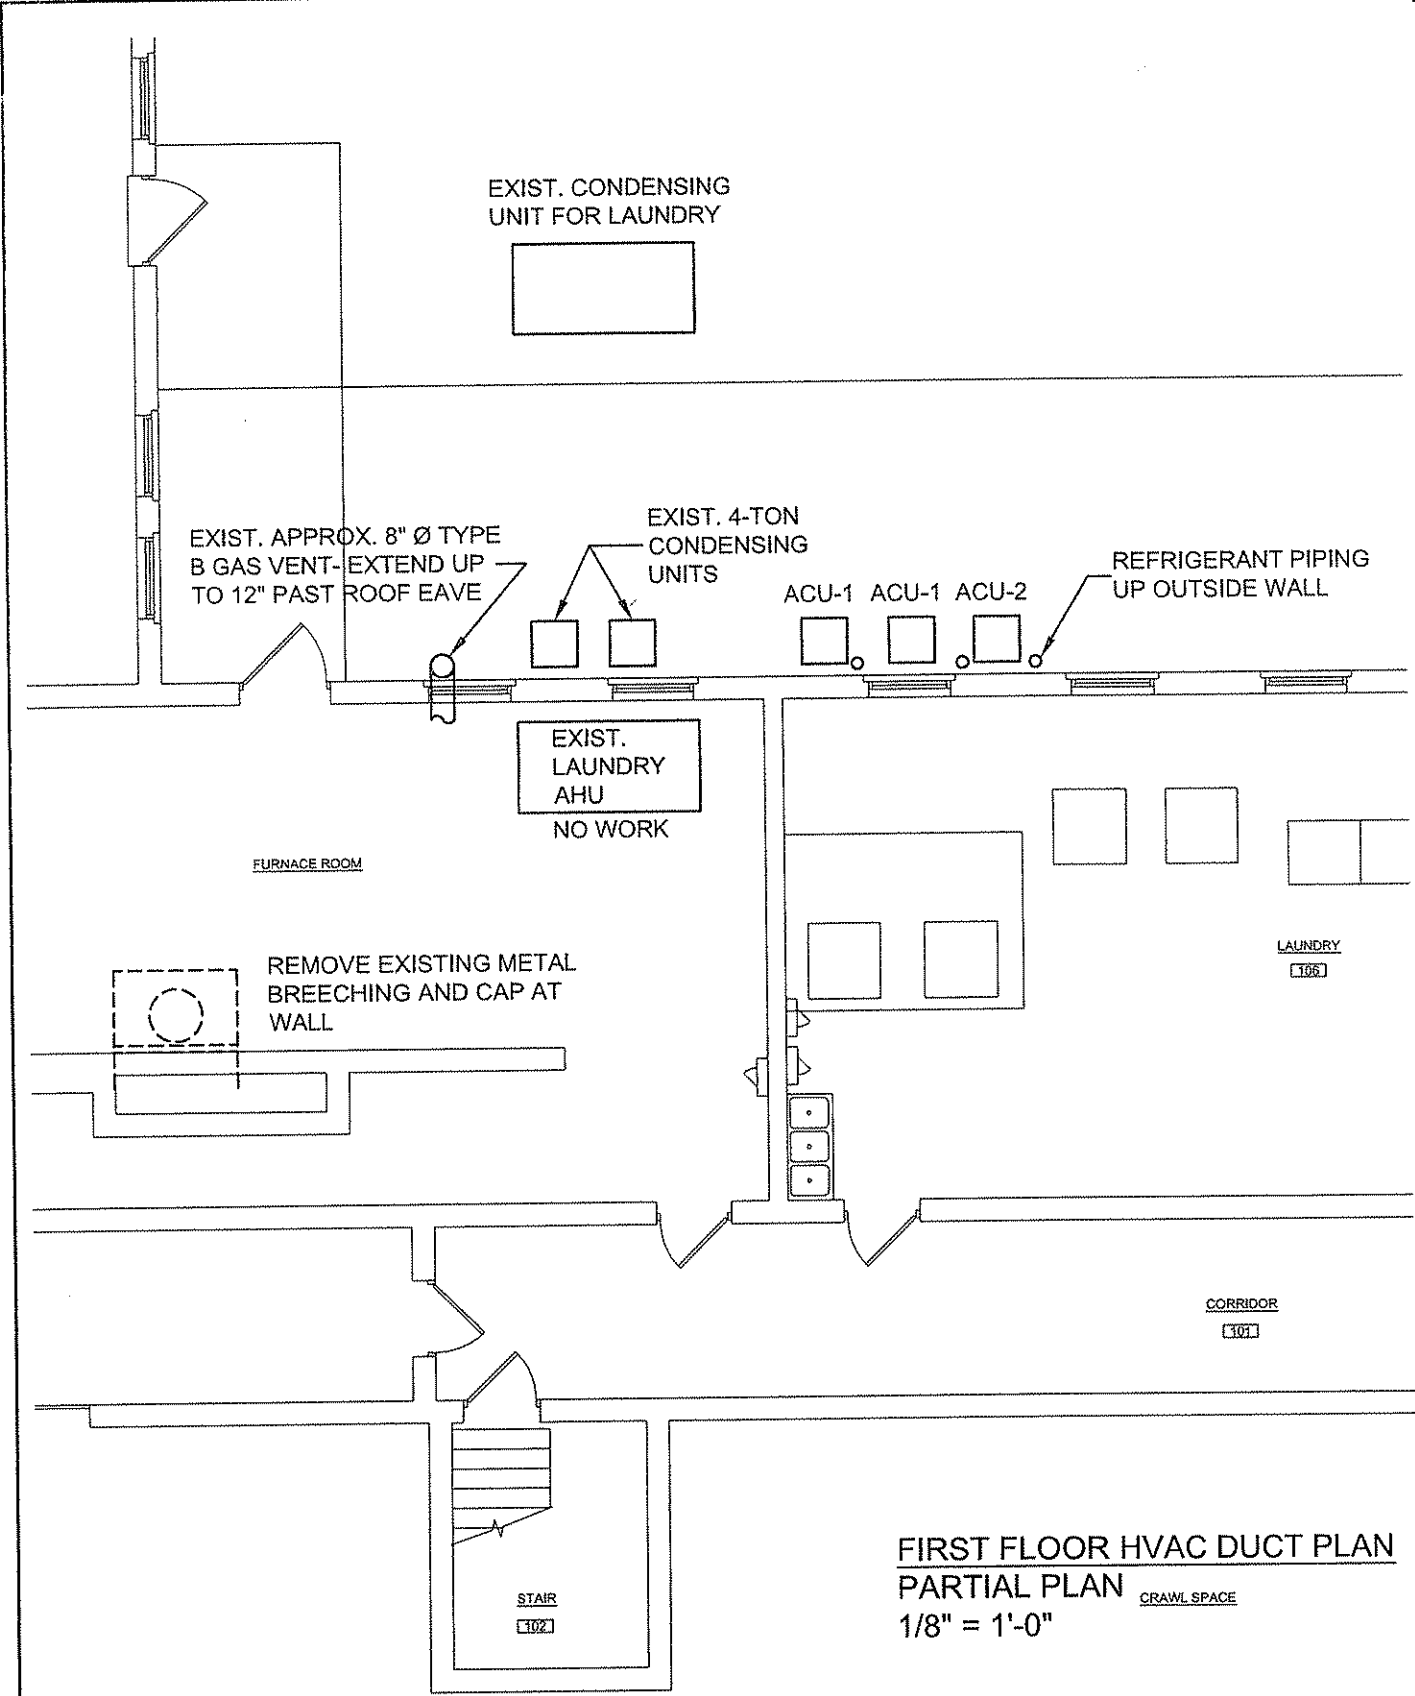 EXIST. CONDENSING
UNIT FOR LAUNDRY
EXIST. APPROX. 8" Ø TYPE
B GAS VENT- EXTEND UP
TO 12" PAST ROOF EAVE
EXIST. 4-TON
CONDENSING
UNITS
ACU-1 ACU-1 ACU-2
REFRIGERANT PIPING
UP OUTSIDE WALL
EXIST.
LAUNDRY
AHU
NO WORK
FURNACE ROOM
REMOVE EXISTING METAL
BREECHING AND CAP AT
WALL
LAUNDRY
106
CORRIDOR
101
STAIR
102
FIRST FLOOR HVAC DUCT PLAN
PARTIAL PLAN CRAWL SPACE
1/8" = 1'-0"